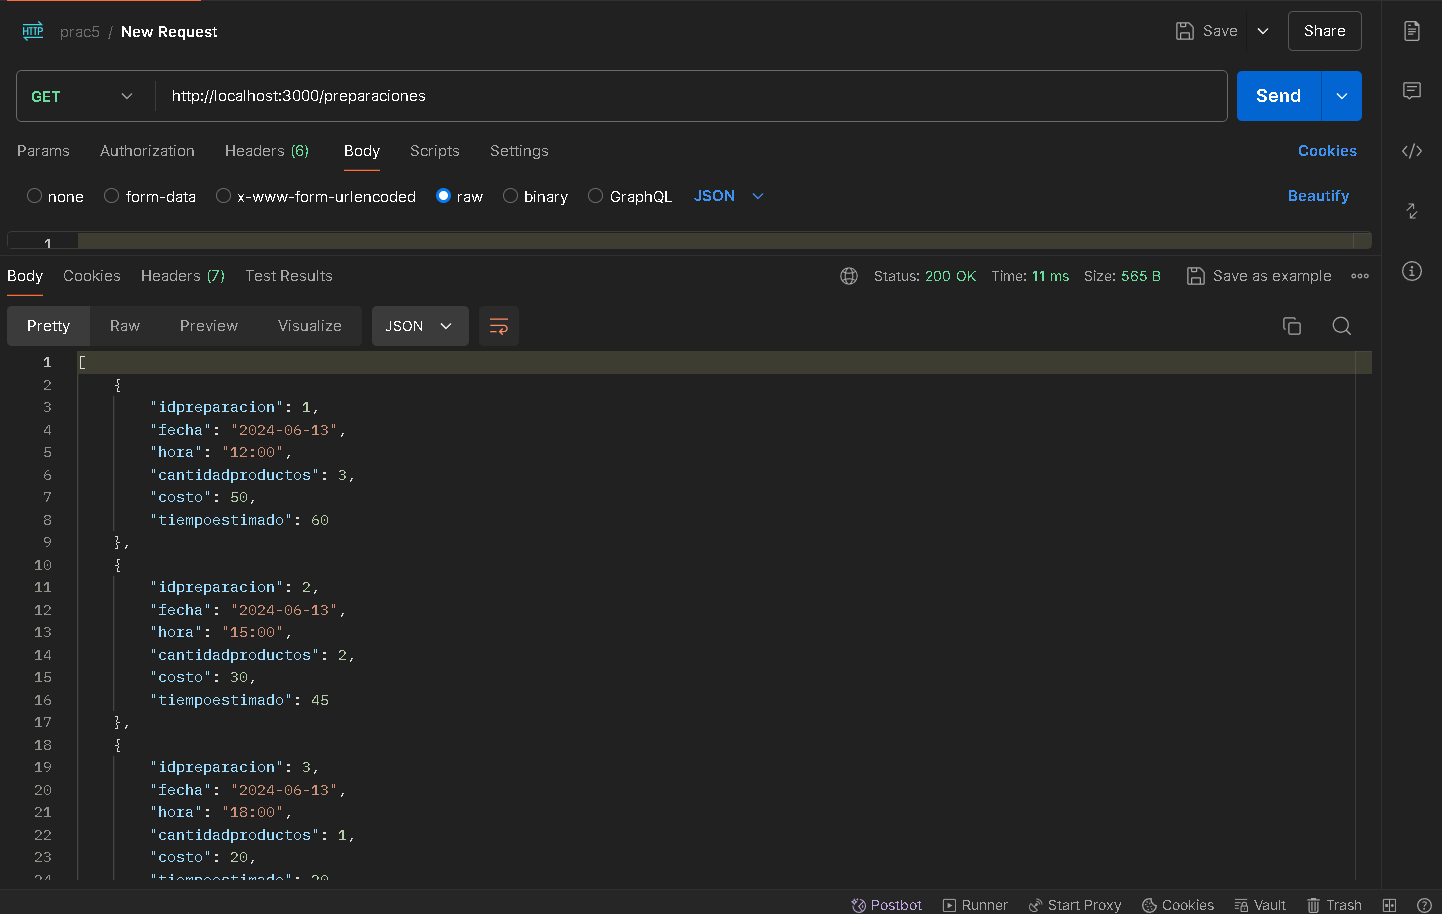 HTTP prac5 / New Request Save Share
GET http://localhost:3000/preparaciones Send
Params Authorization Headers (6) Body Scripts Settings Cookies
none form-data x-www-form-urlencoded raw binary GraphQL JSON Beautify
1
Body Cookies Headers (7) Test Results Status: 200 OK Time: 11 ms Size: 565 B Save as example
Pretty Raw Preview Visualize JSON
1 [
2 {
3 "idpreparacion": 1,
4 "fecha": "2024-06-13",
5 "hora": "12:00",
6 "cantidadproductos": 3,
7 "costo": 50,
8 "tiempoestimado": 60
9 },
10 {
11 "idpreparacion": 2,
12 "fecha": "2024-06-13",
13 "hora": "15:00",
14 "cantidadproductos": 2,
15 "costo": 30,
16 "tiempoestimado": 45
17 },
18 {
19 "idpreparacion": 3,
20 "fecha": "2024-06-13",
21 "hora": "18:00",
22 "cantidadproductos": 1,
23 "costo": 20,
24 "tiempoestimado":
Postbot Runner Start Proxy Cookies Vault Trash